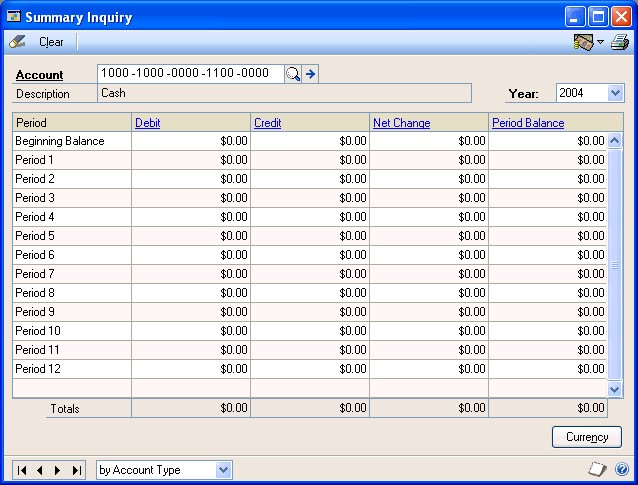 Summary Inquiry
Clear
Account 1000 -1000 -0000 -1100 -0000
Description Cash Year: 2004
Period Debit Credit Net Change Period Balance
Beginning Balance $0.00 $0.00 $0.00 $0.00
Period 1 $0.00 $0.00 $0.00 $0.00
Period 2 $0.00 $0.00 $0.00 $0.00
Period 3 $0.00 $0.00 $0.00 $0.00
Period 4 $0.00 $0.00 $0.00 $0.00
Period 5 $0.00 $0.00 $0.00 $0.00
Period 6 $0.00 $0.00 $0.00 $0.00
Period 7 $0.00 $0.00 $0.00 $0.00
Period 8 $0.00 $0.00 $0.00 $0.00
Period 9 $0.00 $0.00 $0.00 $0.00
Period 10 $0.00 $0.00 $0.00 $0.00
Period 11 $0.00 $0.00 $0.00 $0.00
Period 12 $0.00 $0.00 $0.00 $0.00
Totals $0.00 $0.00 $0.00 $0.00
Currency
by Account Type